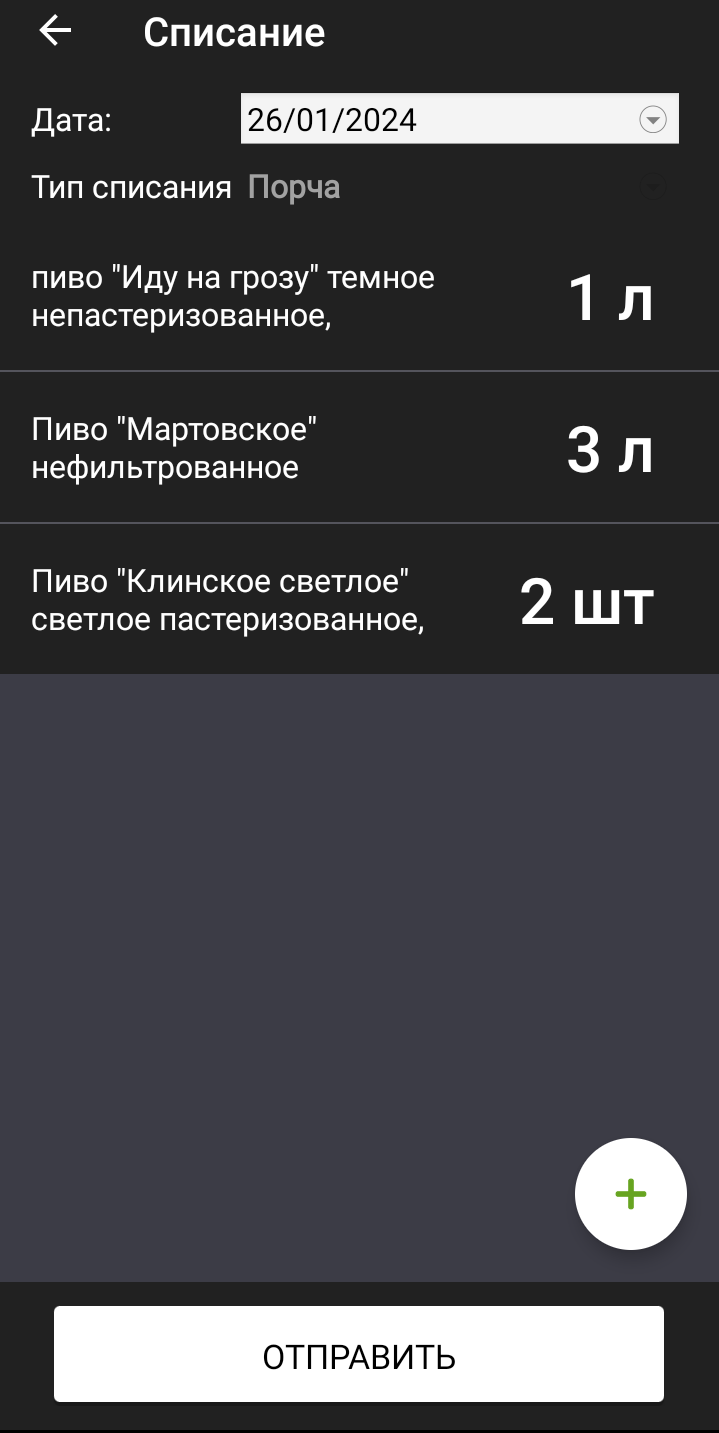 Списание
Дата: 26/01/2024
Тип списания Порча
пиво "Иду на грозу" темное
непастеризованное,
1 л
Пиво "Мартовское"
нефильтрованное
3 л
Пиво "Клинское светлое"
светлое пастеризованное,
2 шт
ОТПРАВИТЬ